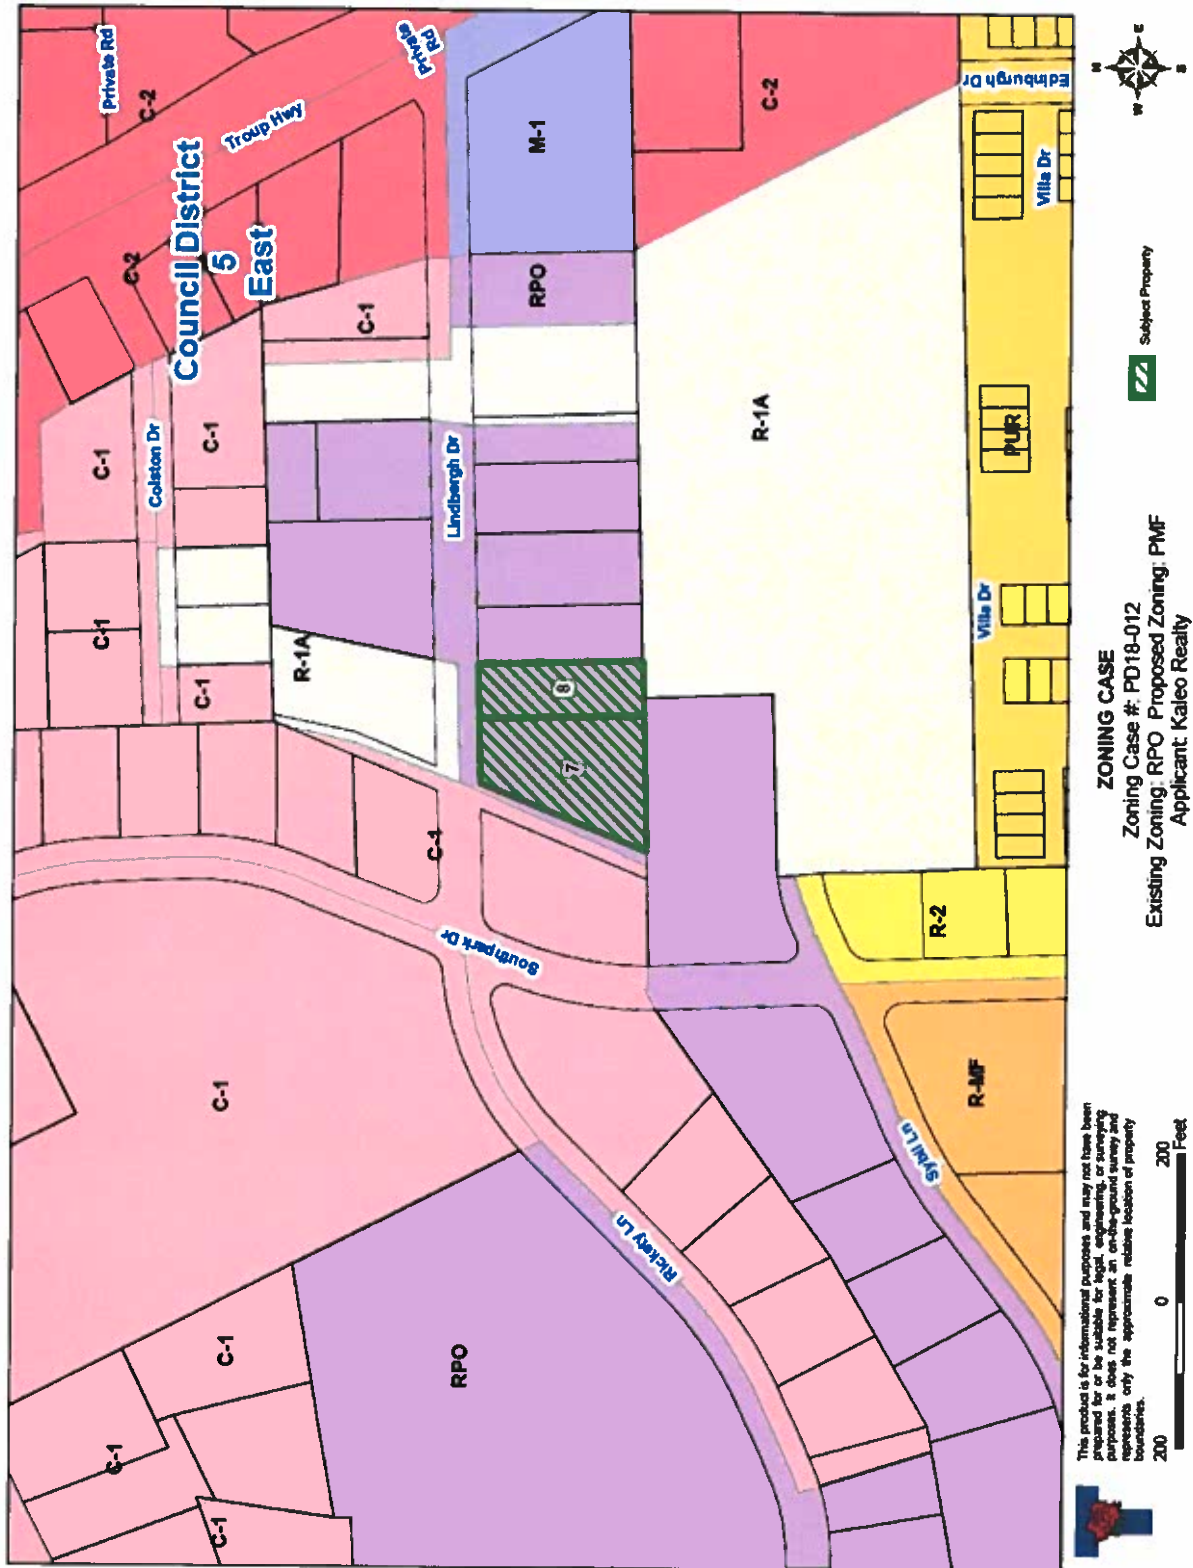 Private Rd
Private
Rd
C-2
Troup Hwy
Council District
5
East
C-2
C-1
M-1
C-2
Edinburgh Dr
Villa Dr
RPO
C-1
Colston Dr
C-1
Lindbergh Dr
R-1A
PUR
C-1
C-1
R-1A
8
7
Villa Dr
C-1
Southpark Dr
R-2
C-1
R-MF
Sybil Ln
Rickety Ln
C-1
RPO
C-1
C-1
N
W
E
S
Subject Property
ZONING CASE
Zoning Case #: PD18-012
Existing Zoning: RPO Proposed Zoning: PMF
Applicant: Kaleo Realty
This product is for informational purposes and may not have been
prepared for or be suitable for legal, engineering, or surveying
purposes. It does not represent an on-the-ground survey and
represents only the approximate relative location of property
boundaries.
200 0 200
Feet